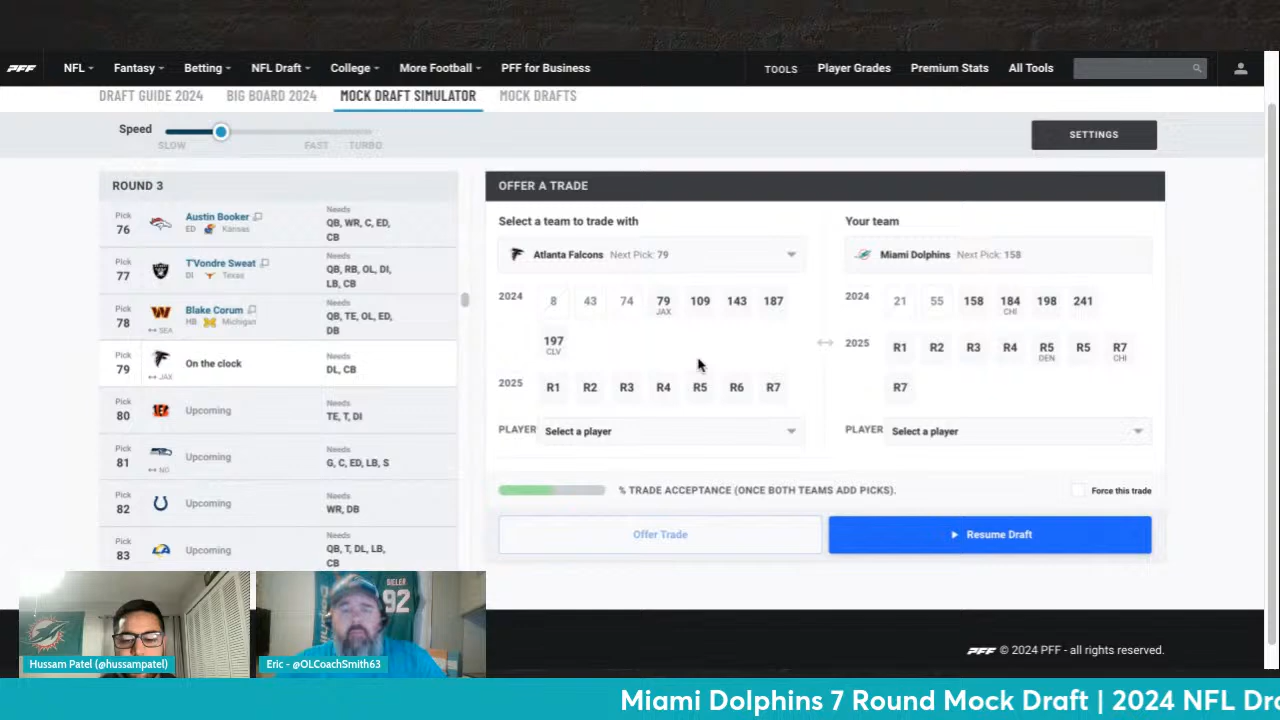 PFF NFL Fantasy Betting NFL Draft College More Football PFF for Business TOOLS Player Grades Premium Stats All Tools
DRAFT GUIDE 2024 BIG BOARD 2024 MOCK DRAFT SIMULATOR MOCK DRAFTS
Speed
SLOW FAST TURBO
SETTINGS
ROUND 3
Pick
76
Austin Booker
ED Kansas
Needs
QB, WR, C, ED,
CB
Pick
77
T'Vondre Sweat
DI Texas
Needs
QB, RB, OL, DI,
LB, CB
Pick
78
↔ SEA
Blake Corum
HB Michigan
Needs
QB, TE, OL, ED,
DB
Pick
79
↔ JAX
On the clock
Needs
DL, CB
Pick
80
Upcoming
Needs
TE, T, DI
Pick
81
↔ NO
Upcoming
Needs
G, C, ED, LB, S
Pick
82
Upcoming
Needs
WR, DB
Pick
83
Upcoming
Needs
QB, T, DL, LB,
CB
OFFER A TRADE
Select a team to trade with
Atlanta Falcons Next Pick: 79
2024 8 43 74 79 109 143 187
JAX
197
CLV
2025 R1 R2 R3 R4 R5 R6 R7
PLAYER Select a player
Your team
Miami Dolphins Next Pick: 158
2024 21 55 158 184 198 241
CHI
2025 R1 R2 R3 R4 R5 R5 R7
DEN CHI
R7
PLAYER Select a player
% TRADE ACCEPTANCE (ONCE BOTH TEAMS ADD PICKS).
Force this trade
Offer Trade
Resume Draft
SIELER
92
Hussam Patel (@hussampatel)
Eric - @OLCoachSmith63
PFF © 2024 PFF - all rights reserved.
Miami Dolphins 7 Round Mock Draft | 2024 NFL Dra